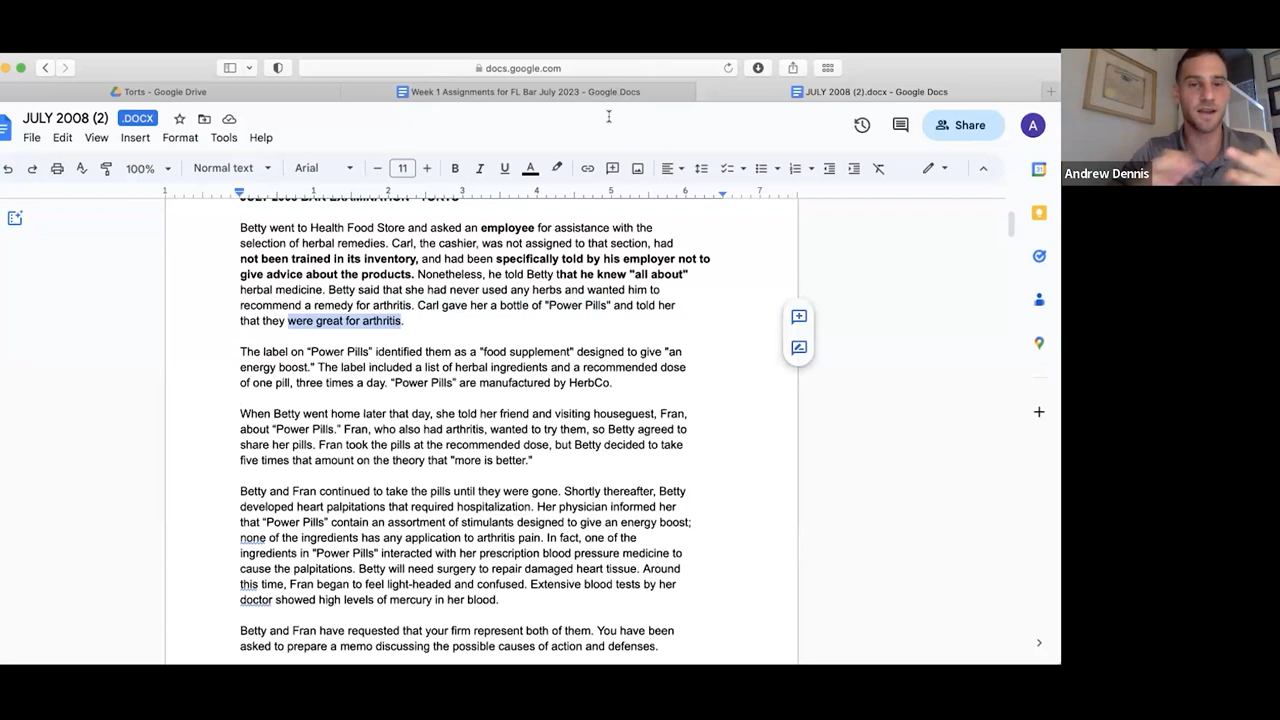 docs.google.com
Torts - Google Drive
Week 1 Assignments for FL Bar July 2023 - Google Docs
JULY 2008 (2).docx - Google Docs
JULY 2008 (2)
.DOCX
Share
A
File Edit View Insert Format Tools Help
100% Normal text Arial 11 B I U A
1 1 2 3 4 5 6 7
Andrew Dennis
Betty went to Health Food Store and asked an employee for assistance with the
selection of herbal remedies. Carl, the cashier, was not assigned to that section, had
not been trained in its inventory, and had been specifically told by his employer not to
give advice about the products. Nonetheless, he told Betty that he knew "all about"
herbal medicine. Betty said that she had never used any herbs and wanted him to
recommend a remedy for arthritis. Carl gave her a bottle of "Power Pills" and told her
that they were great for arthritis.
The label on “Power Pills” identified them as a "food supplement" designed to give "an
energy boost." The label included a list of herbal ingredients and a recommended dose
of one pill, three times a day. “Power Pills” are manufactured by HerbCo.
When Betty went home later that day, she told her friend and visiting houseguest, Fran,
about “Power Pills.” Fran, who also had arthritis, wanted to try them, so Betty agreed to
share her pills. Fran took the pills at the recommended dose, but Betty decided to take
five times that amount on the theory that "more is better."
Betty and Fran continued to take the pills until they were gone. Shortly thereafter, Betty
developed heart palpitations that required hospitalization. Her physician informed her
that “Power Pills” contain an assortment of stimulants designed to give an energy boost;
none of the ingredients has any application to arthritis pain. In fact, one of the
ingredients in "Power Pills" interacted with her prescription blood pressure medicine to
cause the palpitations. Betty will need surgery to repair damaged heart tissue. Around
this time, Fran began to feel light-headed and confused. Extensive blood tests by her
doctor showed high levels of mercury in her blood.
Betty and Fran have requested that your firm represent both of them. You have been
asked to prepare a memo discussing the possible causes of action and defenses.